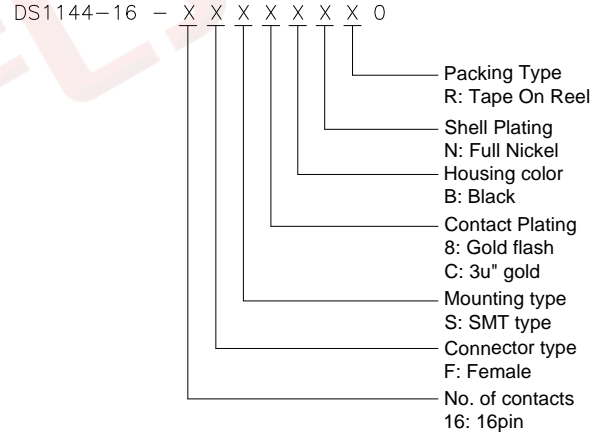 DS1144-16 - X X X X X X X 0
Packing Type
R: Tape On Reel
Shell Plating
N: Full Nickel
Housing color
B: Black
Contact Plating
8: Gold flash
C: 3u" gold
Mounting type
S: SMT type
Connector type
F: Female
No. of contacts
16: 16pin